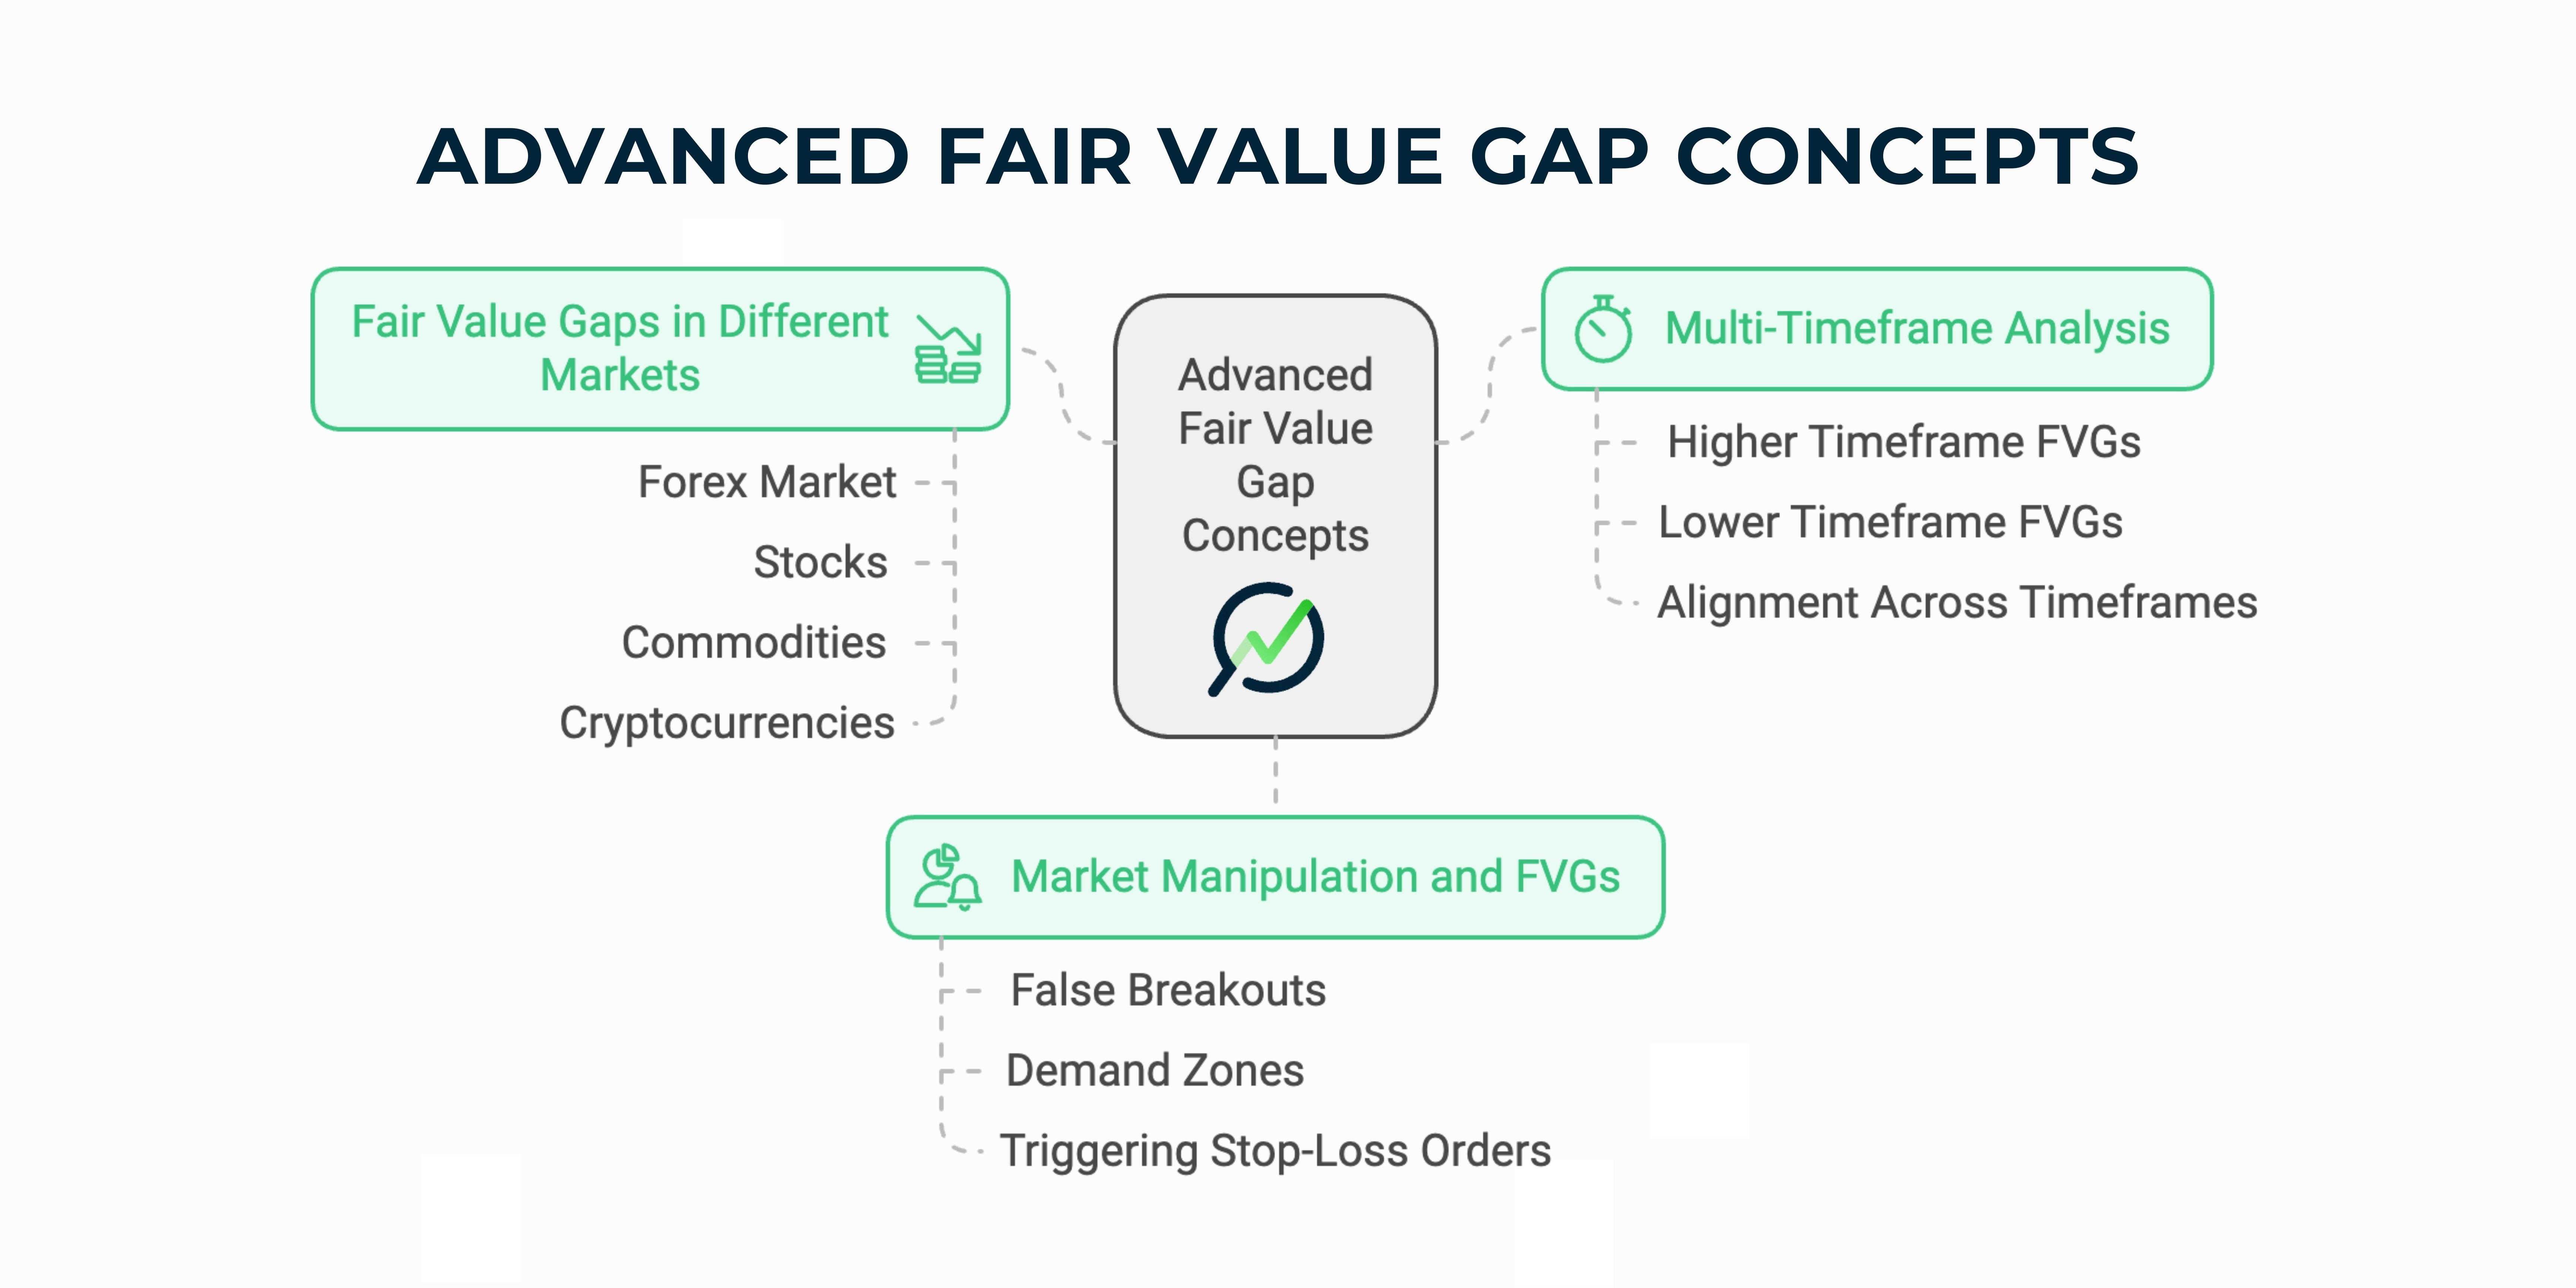 ADVANCED FAIR VALUE GAP CONCEPTS
Fair Value Gaps in Different
Markets
Forex Market
Stocks
Commodities
Cryptocurrencies
Advanced
Fair Value
Gap
Concepts
Multi-Timeframe Analysis
Higher Timeframe FVGs
Lower Timeframe FVGs
Alignment Across Timeframes
Market Manipulation and FVGs
False Breakouts
Demand Zones
Triggering Stop-Loss Orders